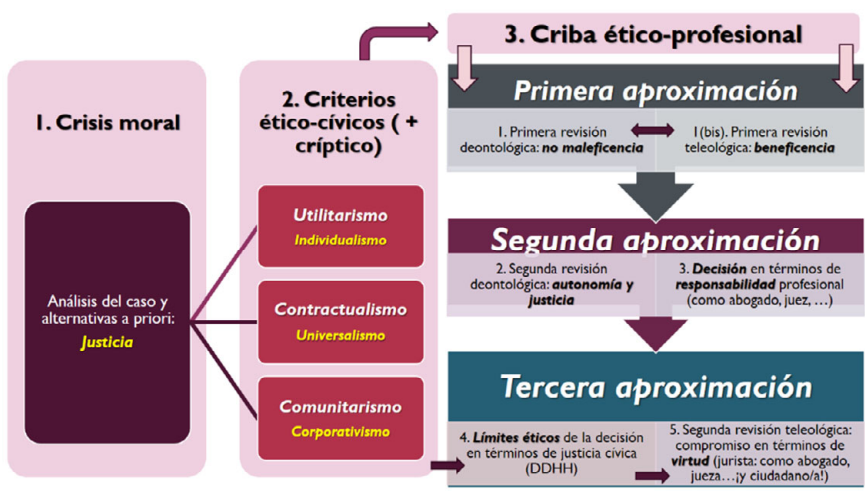 1. Crisis moral
Análisis del caso y
alternativas a priori:
Justicia
2. Criterios
ético-cívicos ( +
críptico)
Utilitarismo
Individualismo
Contractualismo
Universalismo
Comunitarismo
Corporativismo
3. Criba ético-profesional
Primera aproximación
1. Primera revisión
deontológica: no maleficencia
1(bis). Primera revisión
teleológica: beneficencia
Segunda aproximación
2. Segunda revisión
deontológica: autonomía y
justicia
3. Decisión en términos de
responsabilidad profesional
(como abogado, juez, ...)
Tercera aproximación
4. Límites éticos de la decisión
en términos de justicia cívica
(DDHH)
5. Segunda revisión teleológica:
compromiso en términos de
virtud (jurista: como abogado,
jueza...¡y ciudadano/a!)